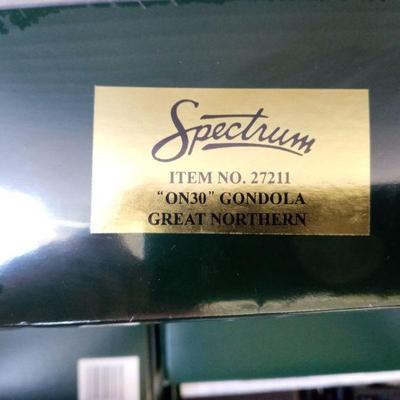 Spectrum
ITEM NO. 27211
"ON30" GONDOLA
GREAT NORTHERN